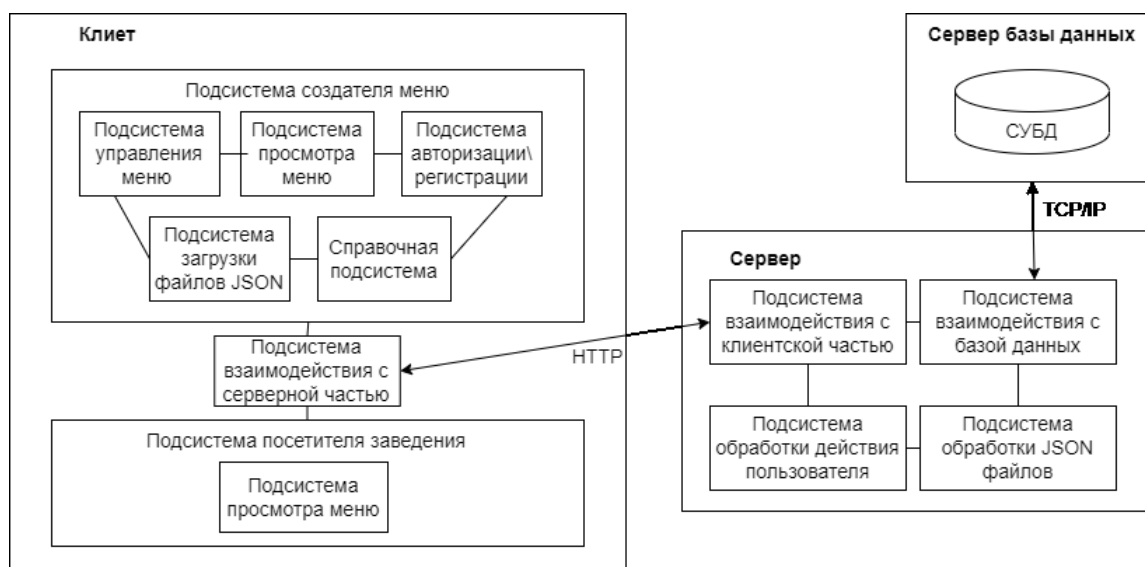 Клиет
Подсистема создателя меню
Подсистема
управления
меню
Подсистема
просмотра
меню
Подсистема
авторизации\
регистрации
Подсистема
загрузки
файлов JSON
Справочная
подсистема
Подсистема
взаимодействия с
серверной частью
HTTP
Подсистема посетителя заведения
Подсистема
просмотра меню
Сервер базы данных
СУБД
TCP/IP
Сервер
Подсистема
взаимодействия с
клиентской частью
Подсистема
взаимодействия с
базой данных
Подсистема
обработки действия
пользователя
Подсистема
обработки JSON
файлов